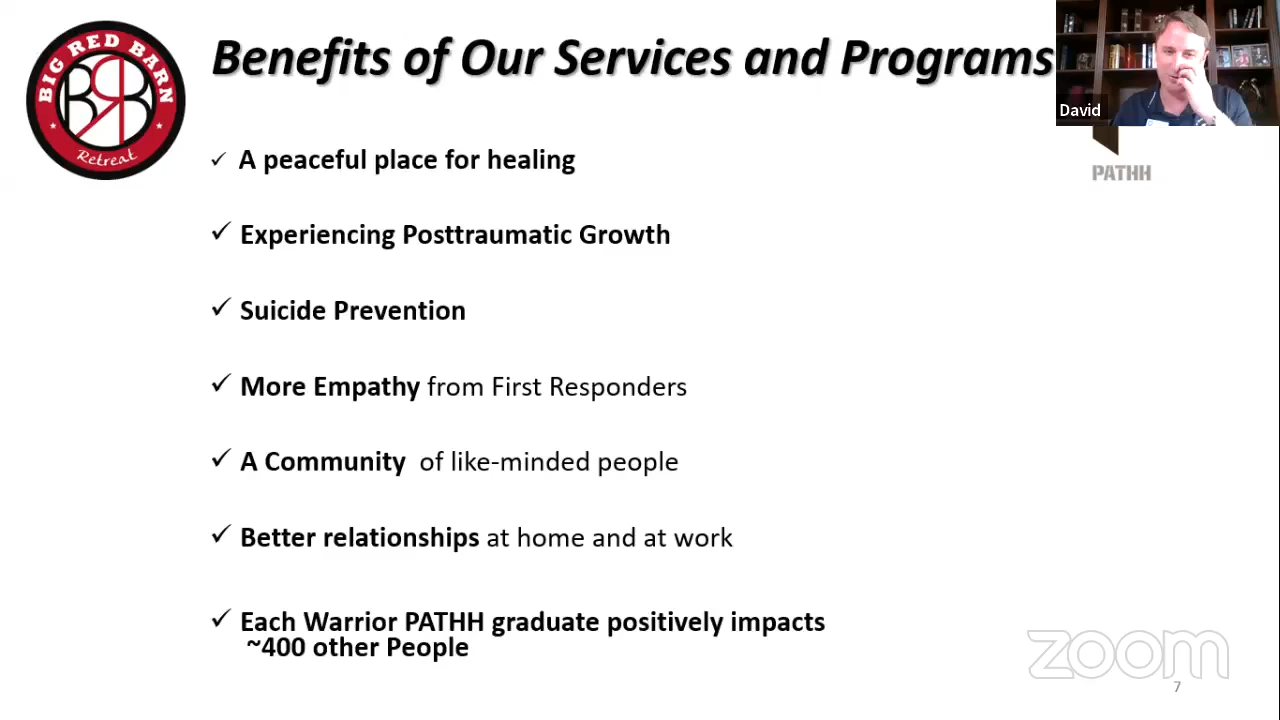 BIG RED BARN
BRB
Retreat
Benefits of Our Services and Programs
David
PATHH
✓ A peaceful place for healing
✓ Experiencing Posttraumatic Growth
✓ Suicide Prevention
✓ More Empathy from First Responders
✓ A Community of like-minded people
✓ Better relationships at home and at work
✓ Each Warrior PATHH graduate positively impacts
~400 other People
zoom
7